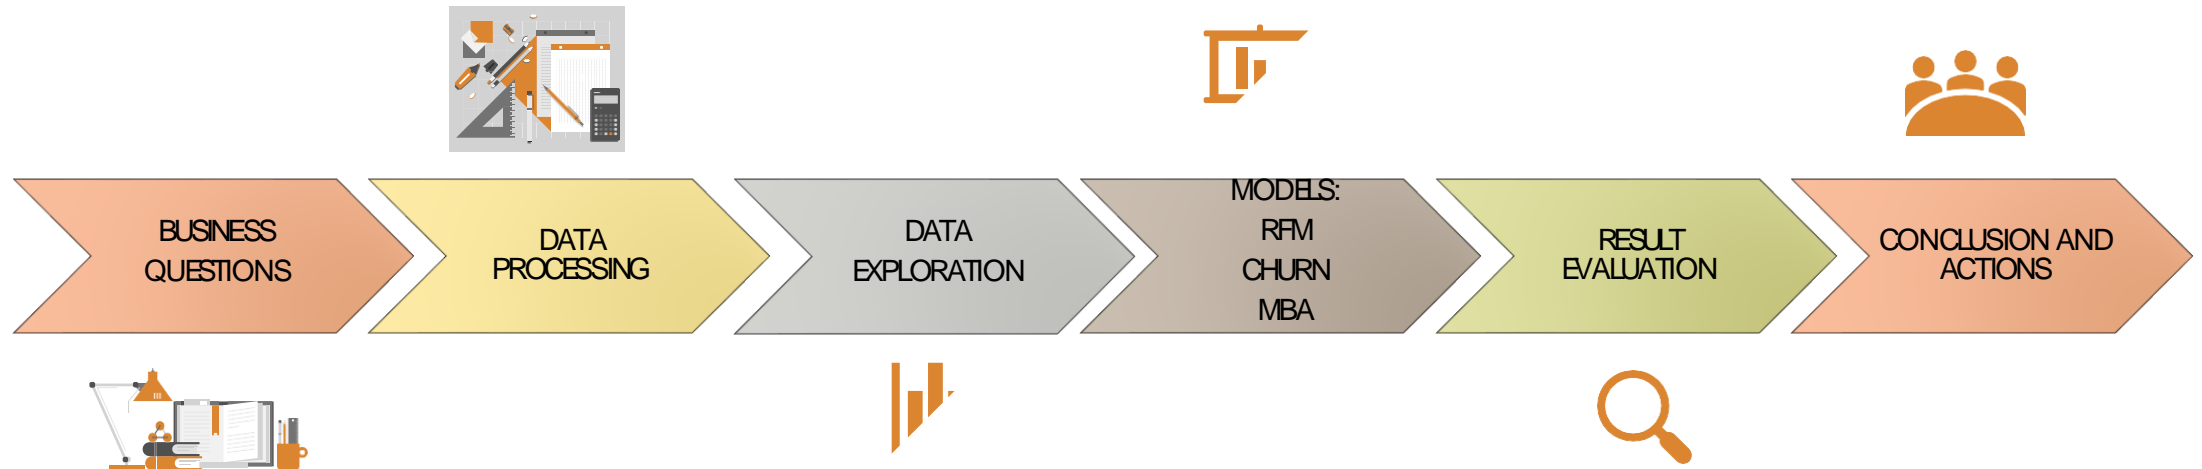 BUSINESS
QUESTIONS
DATA
PROCESSING
DATA
EXPLORATION
MODELS:
RFM
CHURN
MBA
RESULT
EVALUATION
CONCLUSION AND
ACTIONS